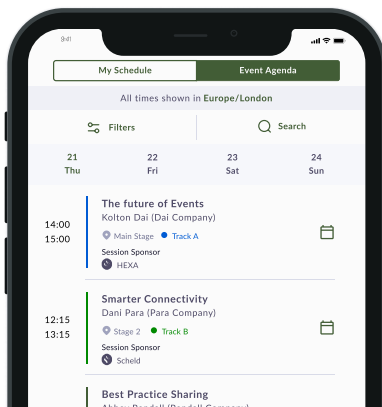 9:41
My Schedule Event Agenda
All times shown in Europe/London
Filters Search
21 22 23 24
Thu Fri Sat Sun
The future of Events
14:00 Kolton Dai (Dai Company)
15:00 Main Stage Track A
Session Sponsor
HEXA
Smarter Connectivity
12:15 Dani Para (Para Company)
13:15 Stage 2 Track B
Session Sponsor
Scheld
Best Practice Sharing